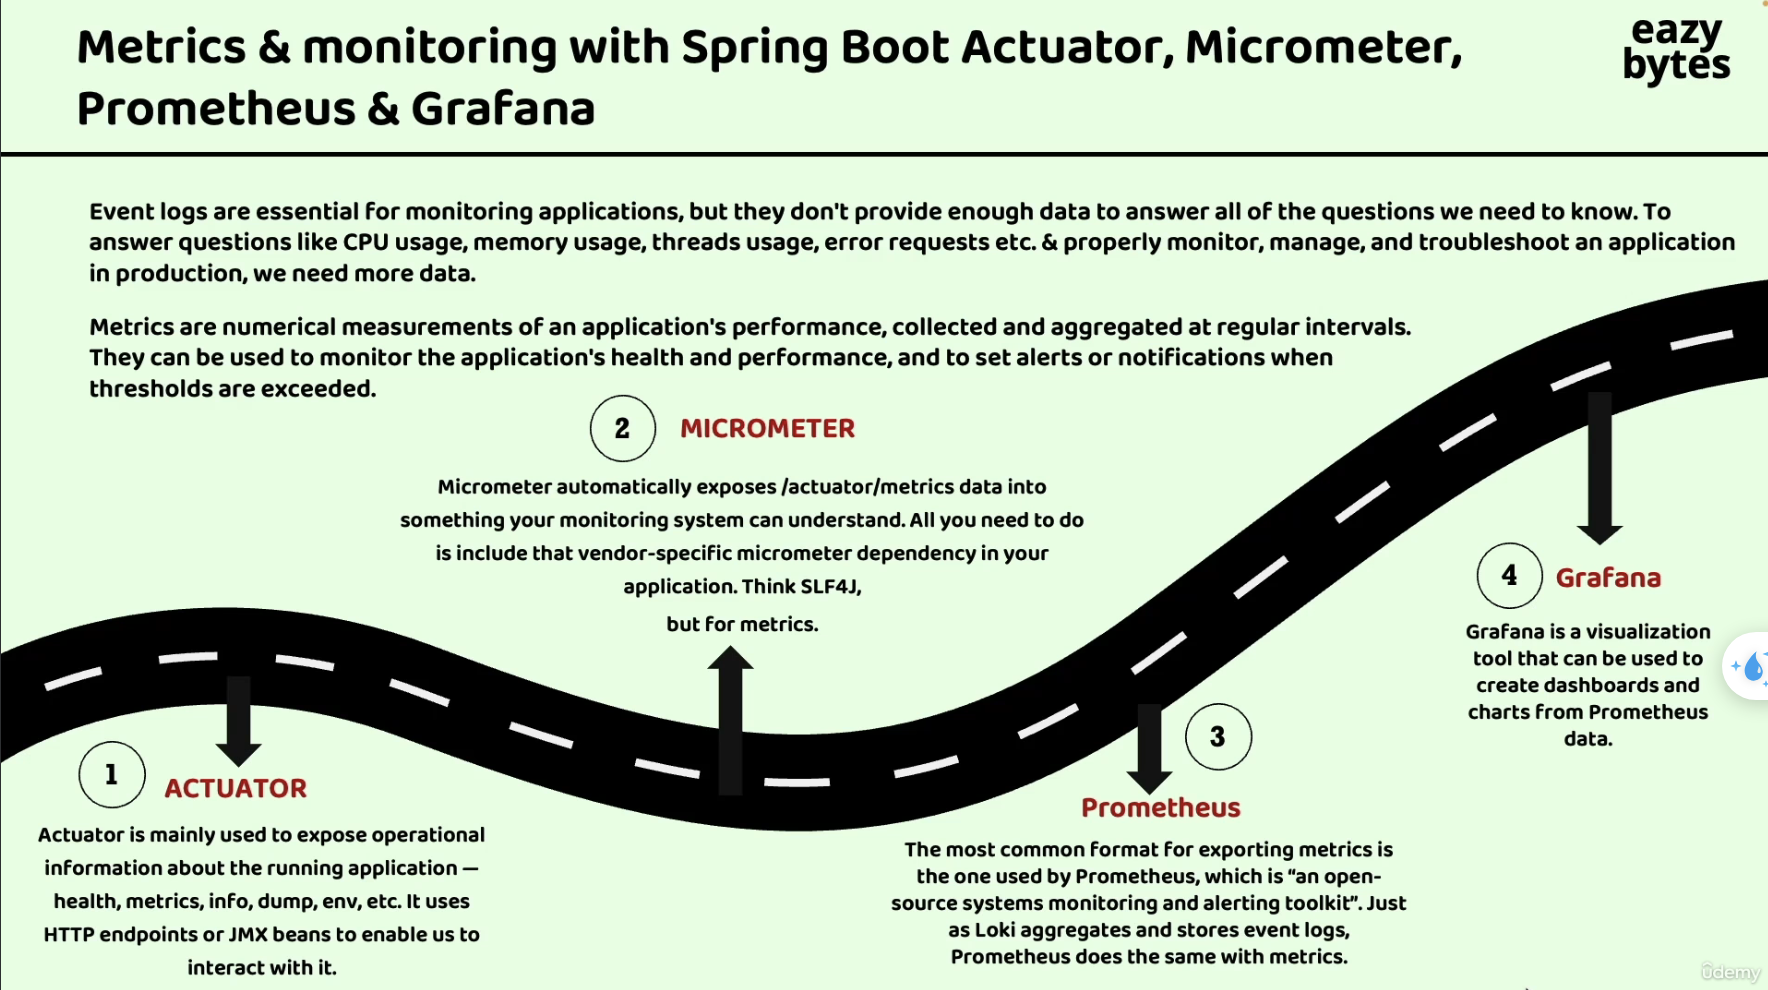 Metrics & monitoring with Spring Boot Actuator, Micrometer,
Prometheus & Grafana
eazy
bytes
Event logs are essential for monitoring applications, but they don't provide enough data to answer all of the questions we need to know. To
answer questions like CPU usage, memory usage, threads usage, error requests etc. & properly monitor, manage, and troubleshoot an application
in production, we need more data.
Metrics are numerical measurements of an application's performance, collected and aggregated at regular intervals.
They can be used to monitor the application's health and performance, and to set alerts or notifications when
thresholds are exceeded.
2 MICROMETER
Micrometer automatically exposes /actuator/metrics data into
something your monitoring system can understand. All you need to do
is include that vendor-specific micrometer dependency in your
application. Think SLF4J,
but for metrics.
1 ACTUATOR
Actuator is mainly used to expose operational
information about the running application —
health, metrics, info, dump, env, etc. It uses
HTTP endpoints or JMX beans to enable us to
interact with it.
3
Prometheus
The most common format for exporting metrics is
the one used by Prometheus, which is “an open-
source systems monitoring and alerting toolkit”. Just
as Loki aggregates and stores event logs,
Prometheus does the same with metrics.
4 Grafana
Grafana is a visualization
tool that can be used to
create dashboards and
charts from Prometheus
data.
ûdemy